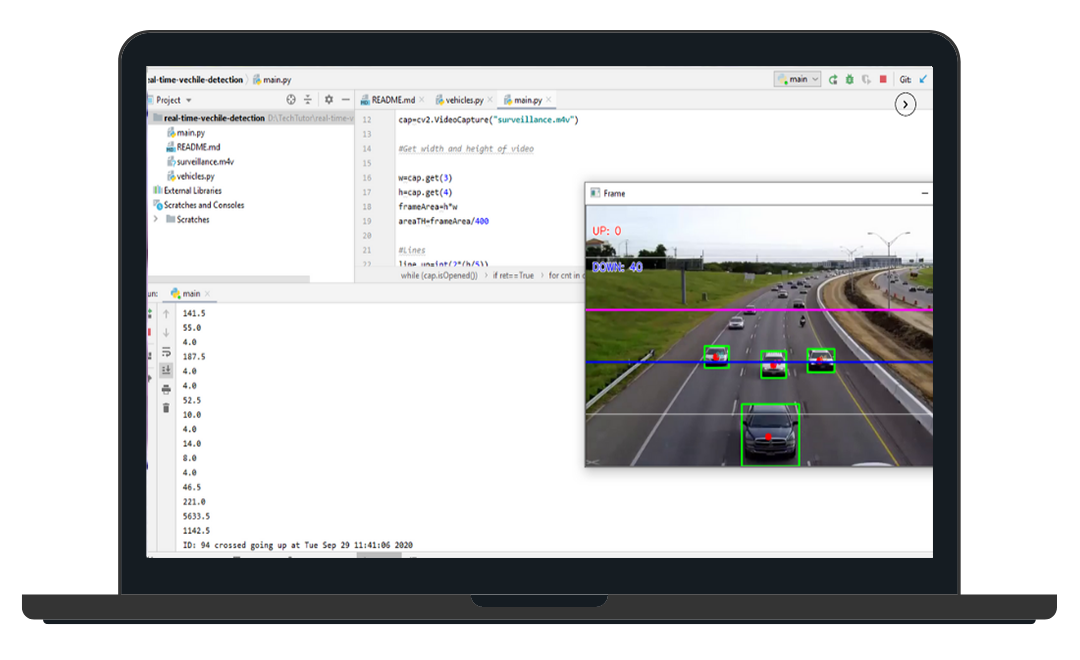 real-time-vechile-detection main.py
main
Git:
Project
README.md vehicles.py main.py
real-time-vechile-detection D:\TechTutor\real-time-v
main.py
README.md
surveillance.m4v
vehicles.py
External Libraries
Scratches and Consoles
Scratches
12 cap=cv2.VideoCapture("surveillance.m4v")
13
14 #Get width and height of video
15
16 w=cap.get(3)
17 h=cap.get(4)
18 frameArea=h*w
19 areaTH=frameArea/400
20
21 #Lines
22 line_up=int(2*(h/5))
while (cap.isOpened()) if ret==True for cnt in c
un: main
141.5
55.0
4.0
187.5
4.0
4.0
52.5
10.0
4.0
14.0
8.0
4.0
46.5
221.0
5633.5
1142.5
ID: 94 crossed going up at Tue Sep 29 11:41:06 2020
Frame
UP: 0
DOWN: 40